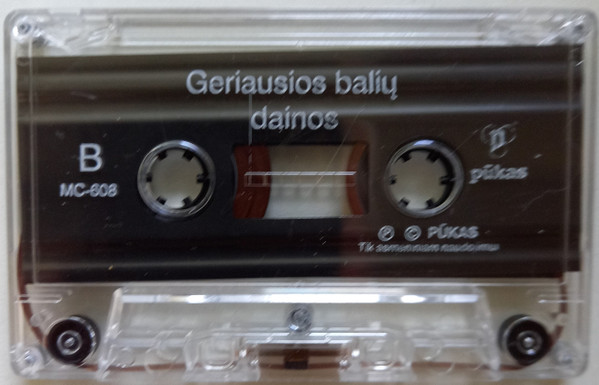 Geriausios balių
dainos
B
MC-608
pūkas
℗ © PŪKAS
Tik asmeniniam naudojimui